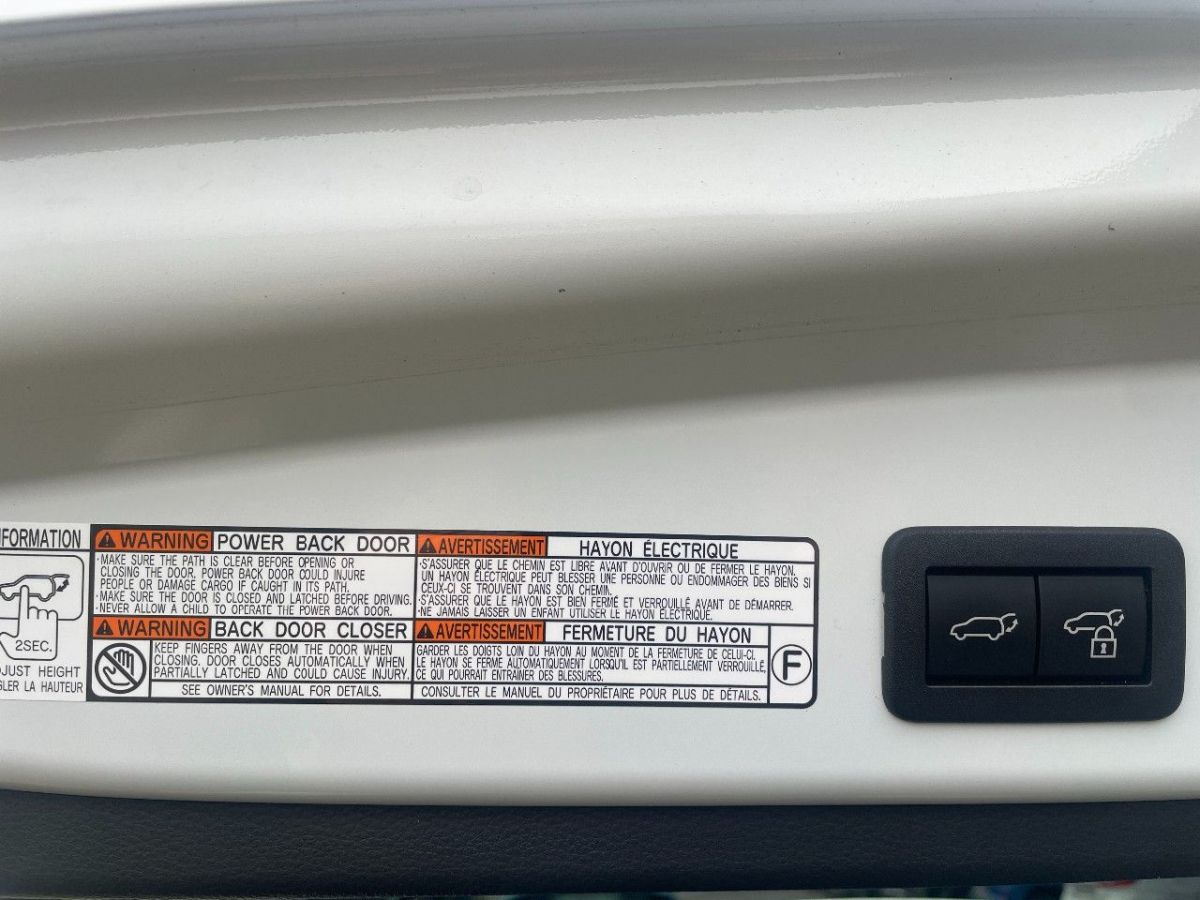 NFORMATION
2SEC.
DJUST HEIGHT
GLER LA HAUTEUR
WARNING POWER BACK DOOR
·MAKE SURE THE PATH IS CLEAR BEFORE OPENING OR
CLOSING THE DOOR. POWER BACK DOOR COULD INJURE
PEOPLE OR DAMAGE CARGO IF CAUGHT IN ITS PATH.
·MAKE SURE THE DOOR IS CLOSED AND LATCHED BEFORE DRIVING.
·NEVER ALLOW A CHILD TO OPERATE THE POWER BACK DOOR.
WARNING BACK DOOR CLOSER
KEEP FINGERS AWAY FROM THE DOOR WHEN
CLOSING. DOOR CLOSES AUTOMATICALLY WHEN
PARTIALLY LATCHED AND COULD CAUSE INJURY.
SEE OWNER'S MANUAL FOR DETAILS.
AVERTISSEMENT HAYON ÉLECTRIQUE
·S'ASSURER QUE LE CHEMIN EST LIBRE AVANT D'OUVRIR OU DE FERMER LE HAYON.
UN HAYON ÉLECTRIQUE PEUT BLESSER UNE PERSONNE OU ENDOMMAGER DES BIENS SI
CEUX-CI SE TROUVENT DANS SON CHEMIN.
·S'ASSURER QUE LE HAYON EST BIEN FERMÉ ET VERROUILLÉ AVANT DE DÉMARRER.
·NE JAMAIS LAISSER UN ENFANT UTILISER LE HAYON ÉLECTRIQUE.
AVERTISSEMENT FERMETURE DU HAYON
GARDER LES DOIGTS LOIN DU HAYON AU MOMENT DE LA FERMETURE DE CELUI-CI.
LE HAYON SE FERME AUTOMATIQUEMENT LORSQU'IL EST PARTIELLEMENT VERROUILLÉ,
CE QUI POURRAIT ENTRAÎNER DES BLESSURES.
CONSULTER LE MANUEL DU PROPRIÉTAIRE POUR PLUS DE DÉTAILS.
F